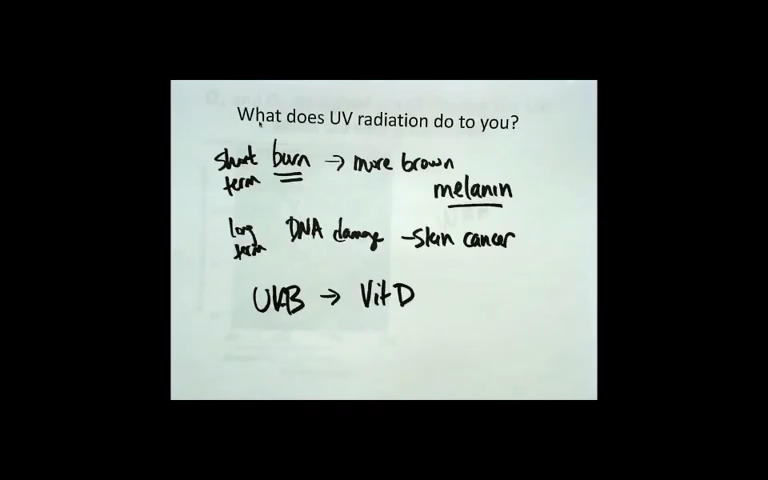 What does UV radiation do to you?
short term burn → more brown
melanin
long term DNA damage - skin cancer
UVB → Vit D